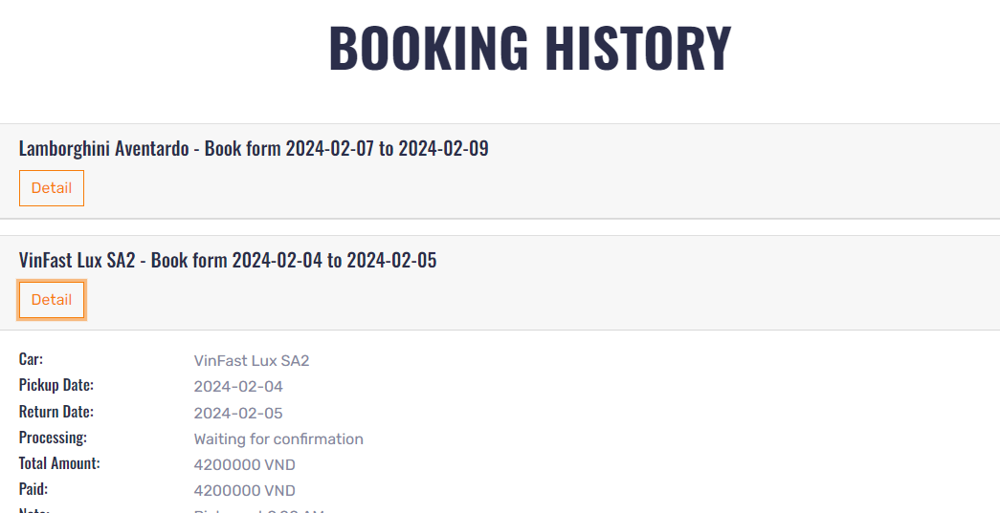 BOOKING HISTORY
Lamborghini Aventardo - Book form 2024-02-07 to 2024-02-09
Detail
VinFast Lux SA2 - Book form 2024-02-04 to 2024-02-05
Detail
Car: VinFast Lux SA2
Pickup Date: 2024-02-04
Return Date: 2024-02-05
Processing: Waiting for confirmation
Total Amount: 4200000 VND
Paid: 4200000 VND